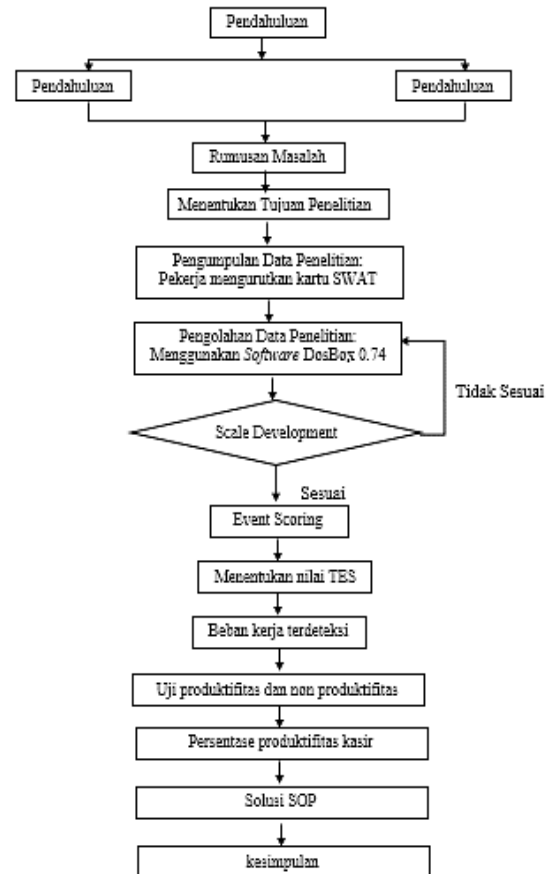 Pendahuluan
Pendahuluan
Pendahuluan
Rumusan Masalah
Menentukan Tujuan Penelitian
Pengumpulan Data Penelitian:
Pekerja mengurutkan kartu SWAT
Pengolahan Data Penelitian:
Menggunakan Software DosBox 0.74
Tidak Sesuai
Scale Development
Sesuai
Event Scoring
Menentukan nilai TES
Beban kerja terdeteksi
Uji produktifitas dan non produktifitas
Persentase produktifitas kasir
Solusi SOP
kesimpulan